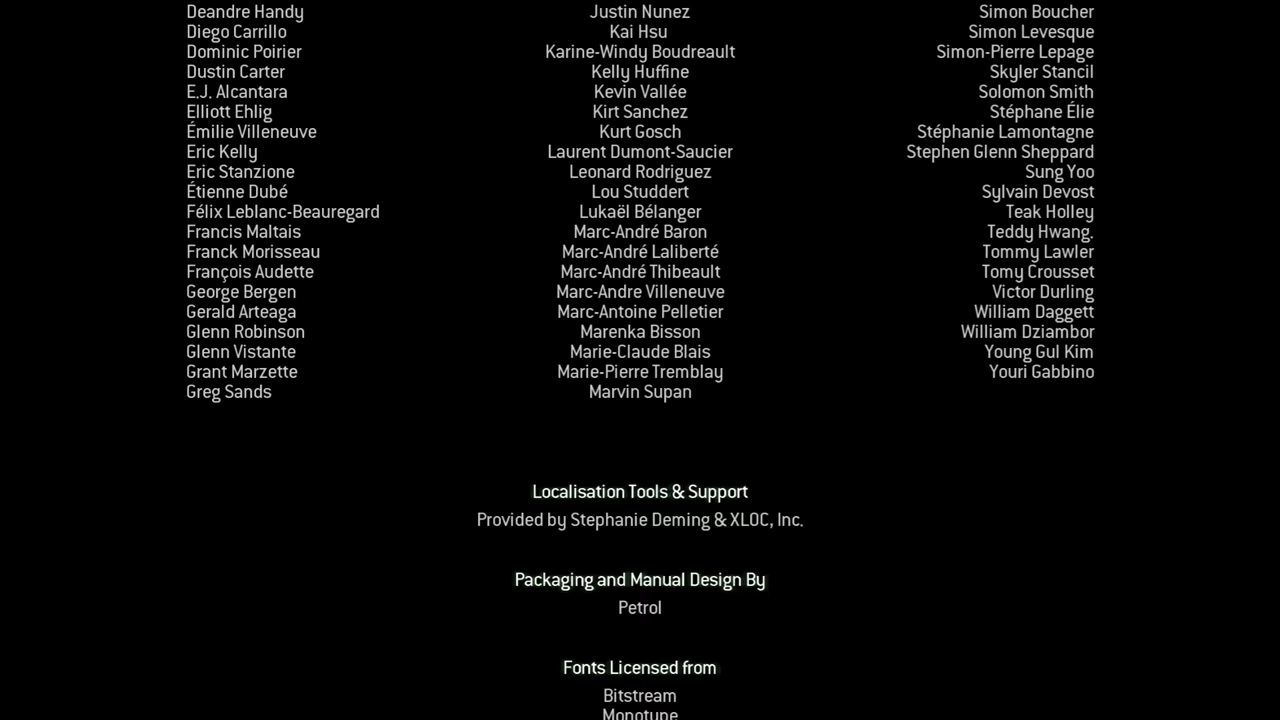 Deandre Handy
Diego Carrillo
Dominic Poirier
Dustin Carter
E.J. Alcantara
Elliott Ehlig
Émilie Villeneuve
Eric Kelly
Eric Stanzione
Étienne Dubé
Félix Leblanc-Beauregard
Francis Maltais
Franck Morisseau
François Audette
George Bergen
Gerald Arteaga
Glenn Robinson
Glenn Vistante
Grant Marzette
Greg Sands
Justin Nunez
Kai Hsu
Karine-Windy Boudreault
Kelly Huffine
Kevin Vallée
Kirt Sanchez
Kurt Gosch
Laurent Dumont-Saucier
Leonard Rodriguez
Lou Studdert
Lukaël Bélanger
Marc-André Baron
Marc-André Laliberté
Marc-André Thibeault
Marc-Andre Villeneuve
Marc-Antoine Pelletier
Marenka Bisson
Marie-Claude Blais
Marie-Pierre Tremblay
Marvin Supan
Simon Boucher
Simon Levesque
Simon-Pierre Lepage
Skyler Stancil
Solomon Smith
Stéphane Élie
Stéphanie Lamontagne
Stephen Glenn Sheppard
Sung Yoo
Sylvain Devost
Teak Holley
Teddy Hwang.
Tommy Lawler
Tomy Crousset
Victor Durling
William Daggett
William Dziambor
Young Gul Kim
Youri Gabbino
Localisation Tools & Support
Provided by Stephanie Deming & XLOC, Inc.
Packaging and Manual Design By
Petrol
Fonts Licensed from
Bitstream
Monotype